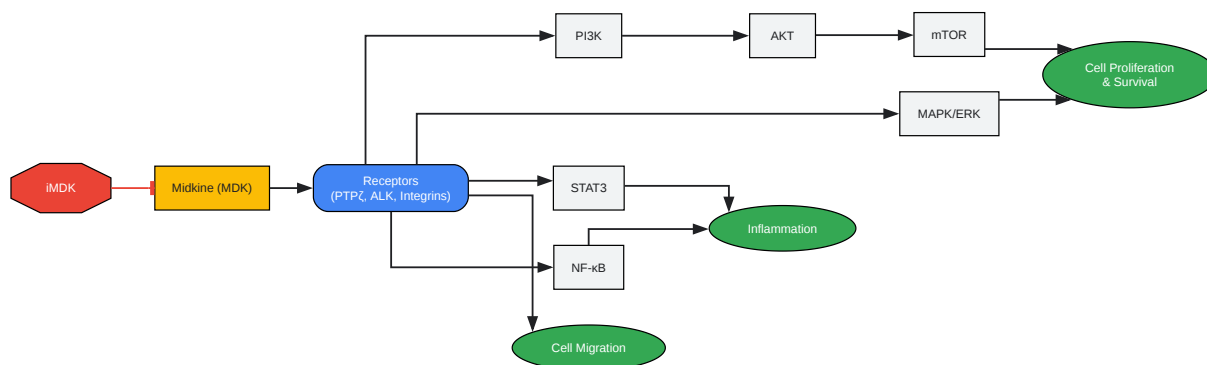 PI3K
AKT
mTOR
Cell Proliferation
& Survival
MAPK/ERK
iMDK
Midkine (MDK)
Receptors
(PTPζ, ALK, Integrins)
STAT3
Inflammation
NF-κB
Cell Migration